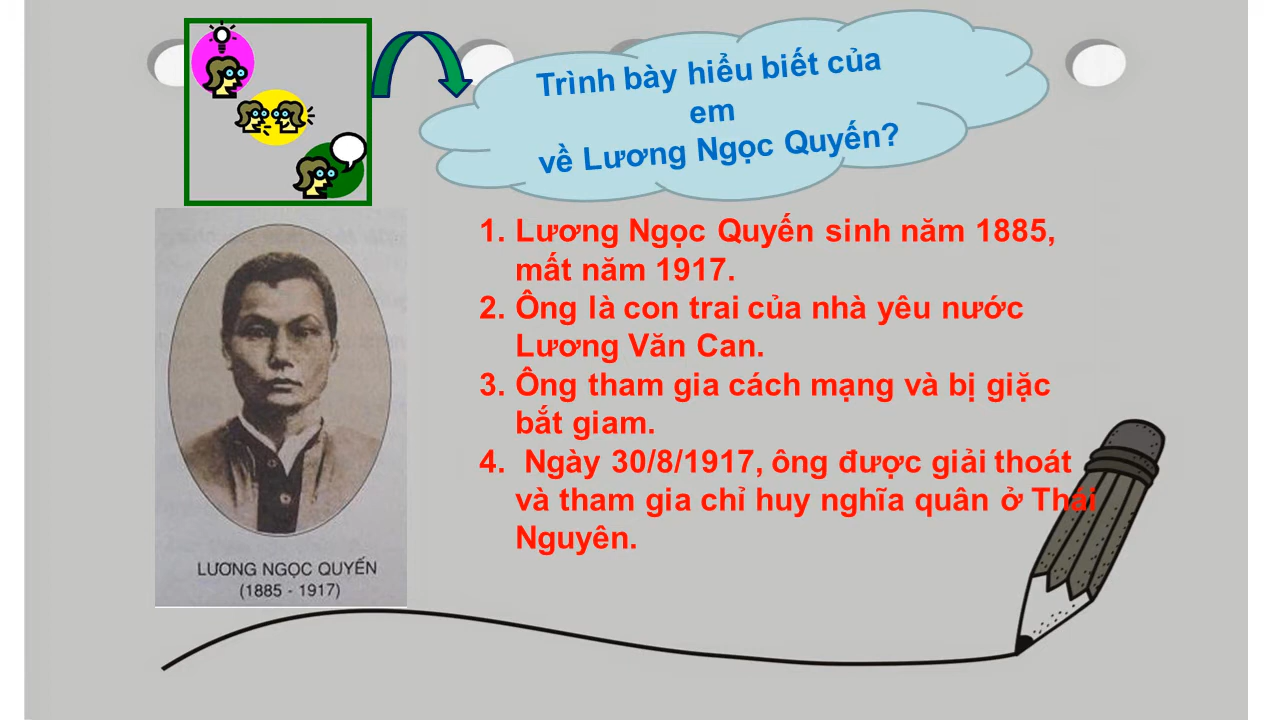 Trình bày hiểu biết của
em
về Lương Ngọc Quyến?
1. Lương Ngọc Quyến sinh năm 1885,
mất năm 1917.
2. Ông là con trai của nhà yêu nước
Lương Văn Can.
3. Ông tham gia cách mạng và bị giặc
bắt giam.
4. Ngày 30/8/1917, ông được giải thoát
và tham gia chỉ huy nghĩa quân ở Thái
Nguyên.
LƯƠNG NGỌC QUYẾN
(1885 - 1917)